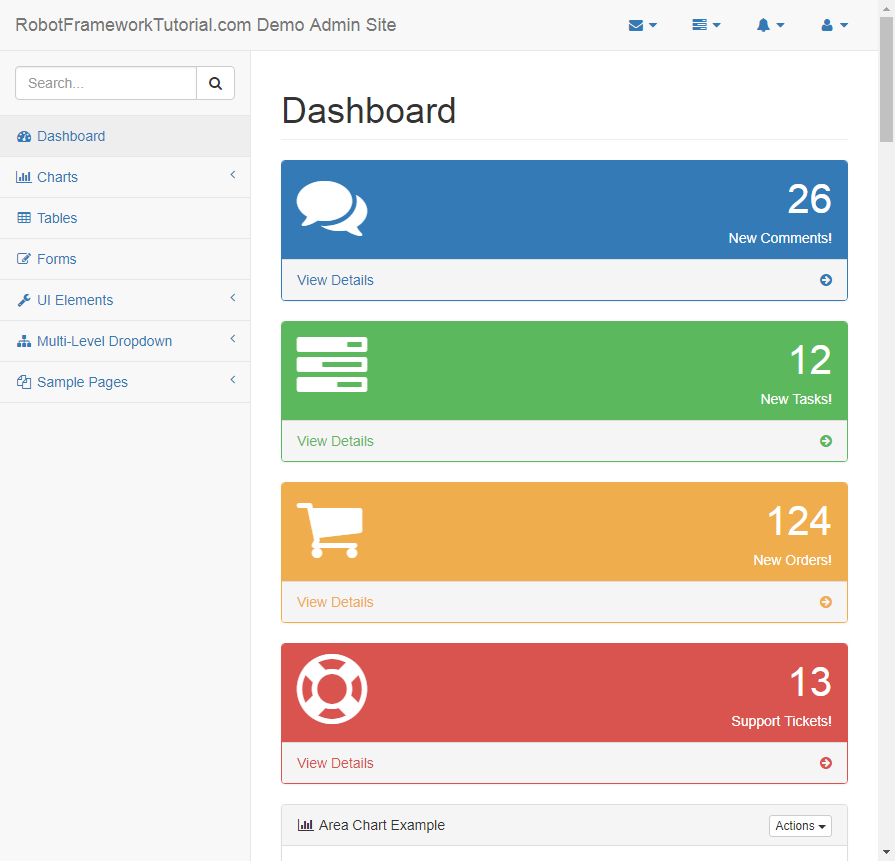 RobotFrameworkTutorial.com Demo Admin Site
Search...
Dashboard
Charts
Tables
Forms
UI Elements
Multi-Level Dropdown
Sample Pages
Dashboard
26
New Comments!
View Details
12
New Tasks!
View Details
124
New Orders!
View Details
13
Support Tickets!
View Details
Area Chart Example
Actions